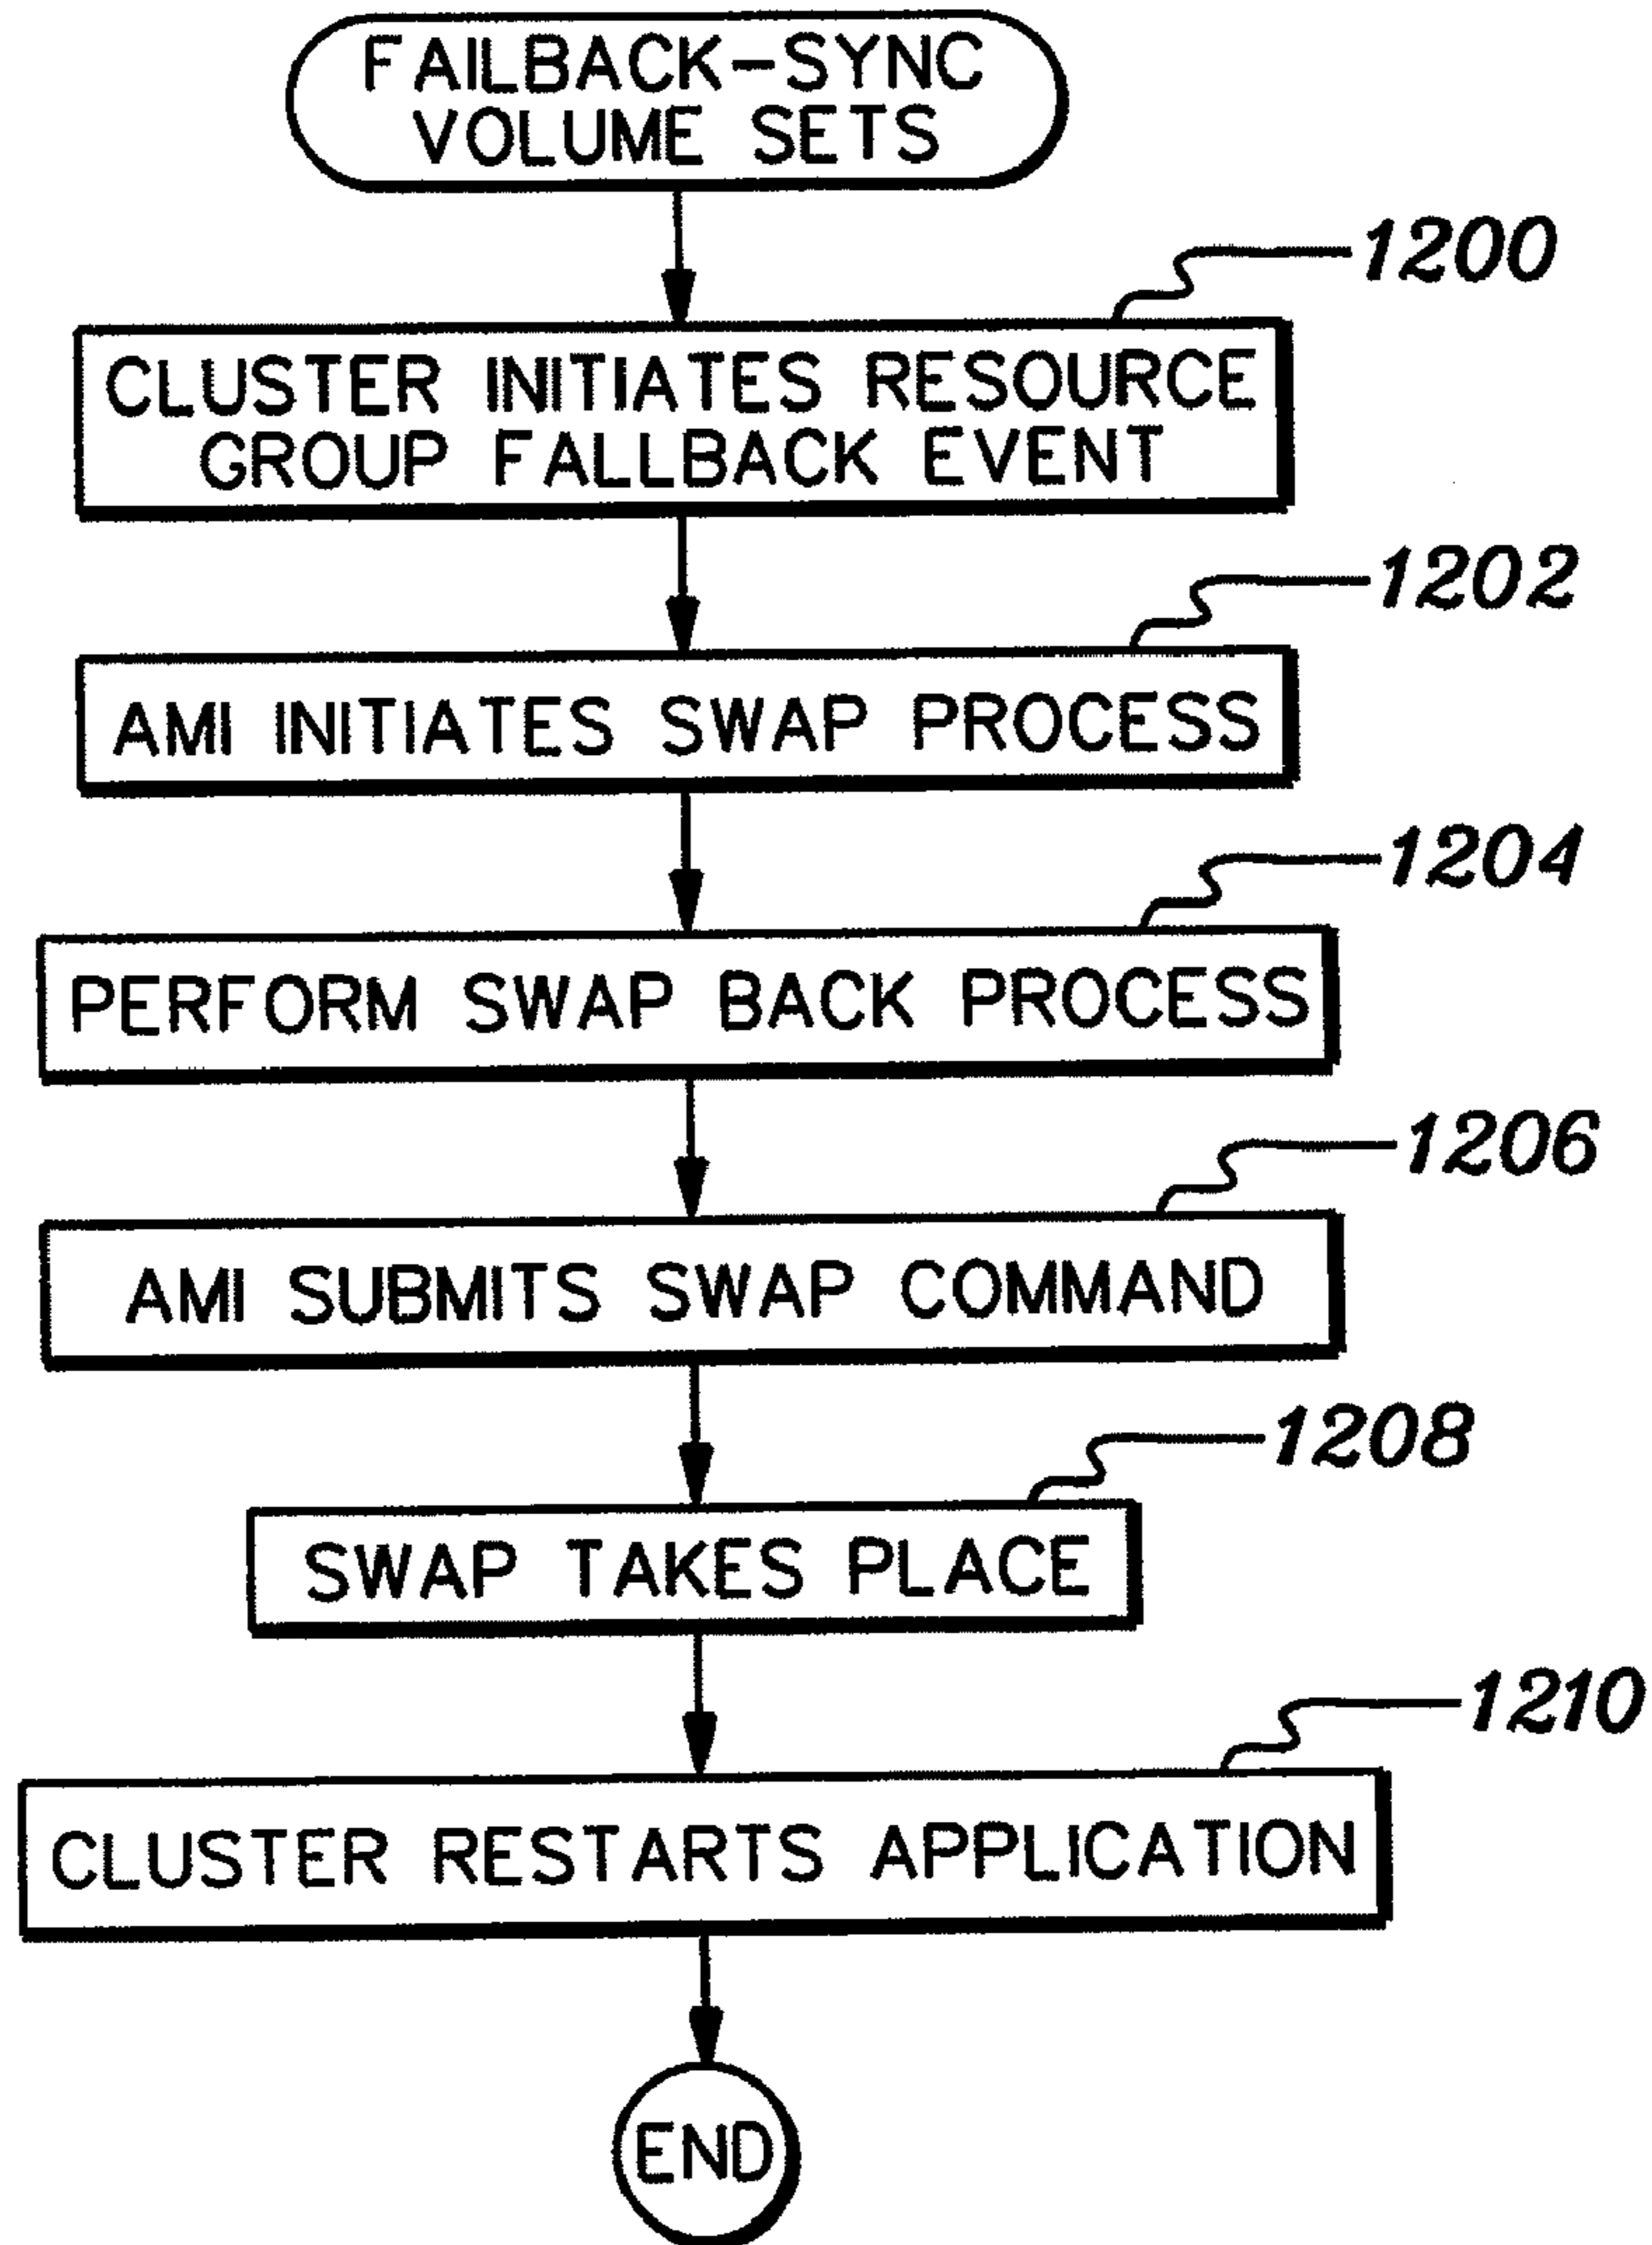 FAILBACK-SYNC
VOLUME SETS
1200
CLUSTER INITIATES RESOURCE
GROUP FALLBACK EVENT
1202
AMI INITIATES SWAP PROCESS
1204
PERFORM SWAP BACK PROCESS
1206
AMI SUBMITS SWAP COMMAND
1208
SWAP TAKES PLACE
1210
CLUSTER RESTARTS APPLICATION
END